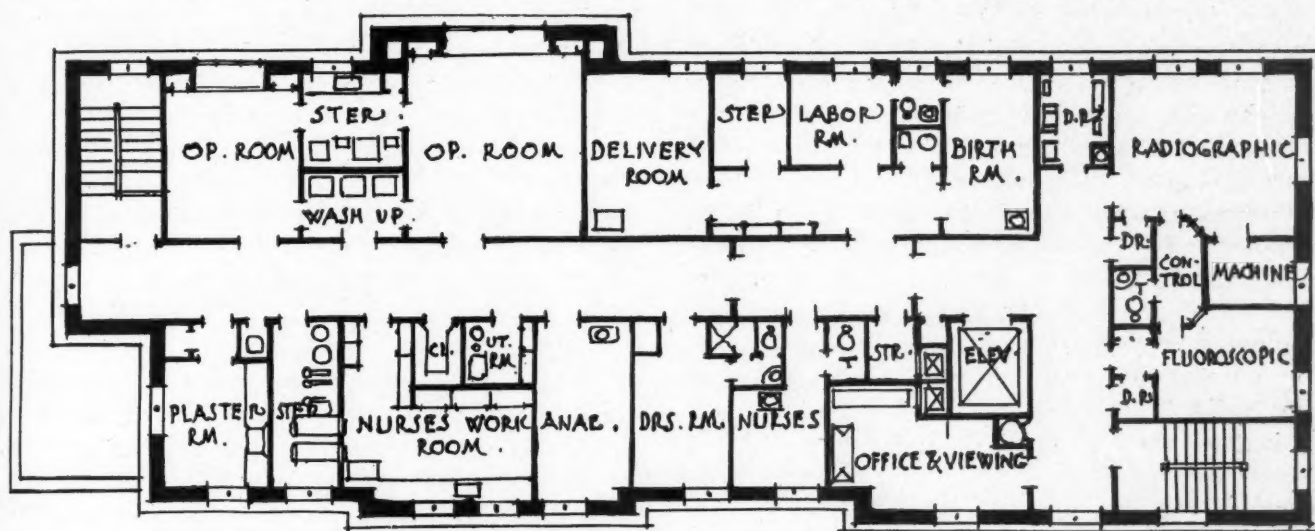 OP. ROOM
STER.
WASH UP.
OP. ROOM
DELIVERY
ROOM
STER
LABOR
RM.
BIRTH
RM.
D.R.
RADIOGRAPHIC
DR.
CON-
TROL
MACHINE
FLUOROSCOPIC
D.R.
PLASTER
RM.
STER
NURSES WORK
ROOM.
CL.
UT.
RM.
ANAE.
DRS. RM.
NURSES
STR.
ELEV.
OFFICE & VIEWING